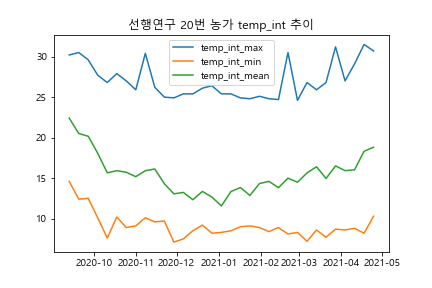 선행연구 20번 농가 temp_int 추이
temp_int_max
temp_int_min
temp_int_mean
30
25
20
15
10
2020-10 2020-11 2020-12 2021-01 2021-02 2021-03 2021-04 2021-05